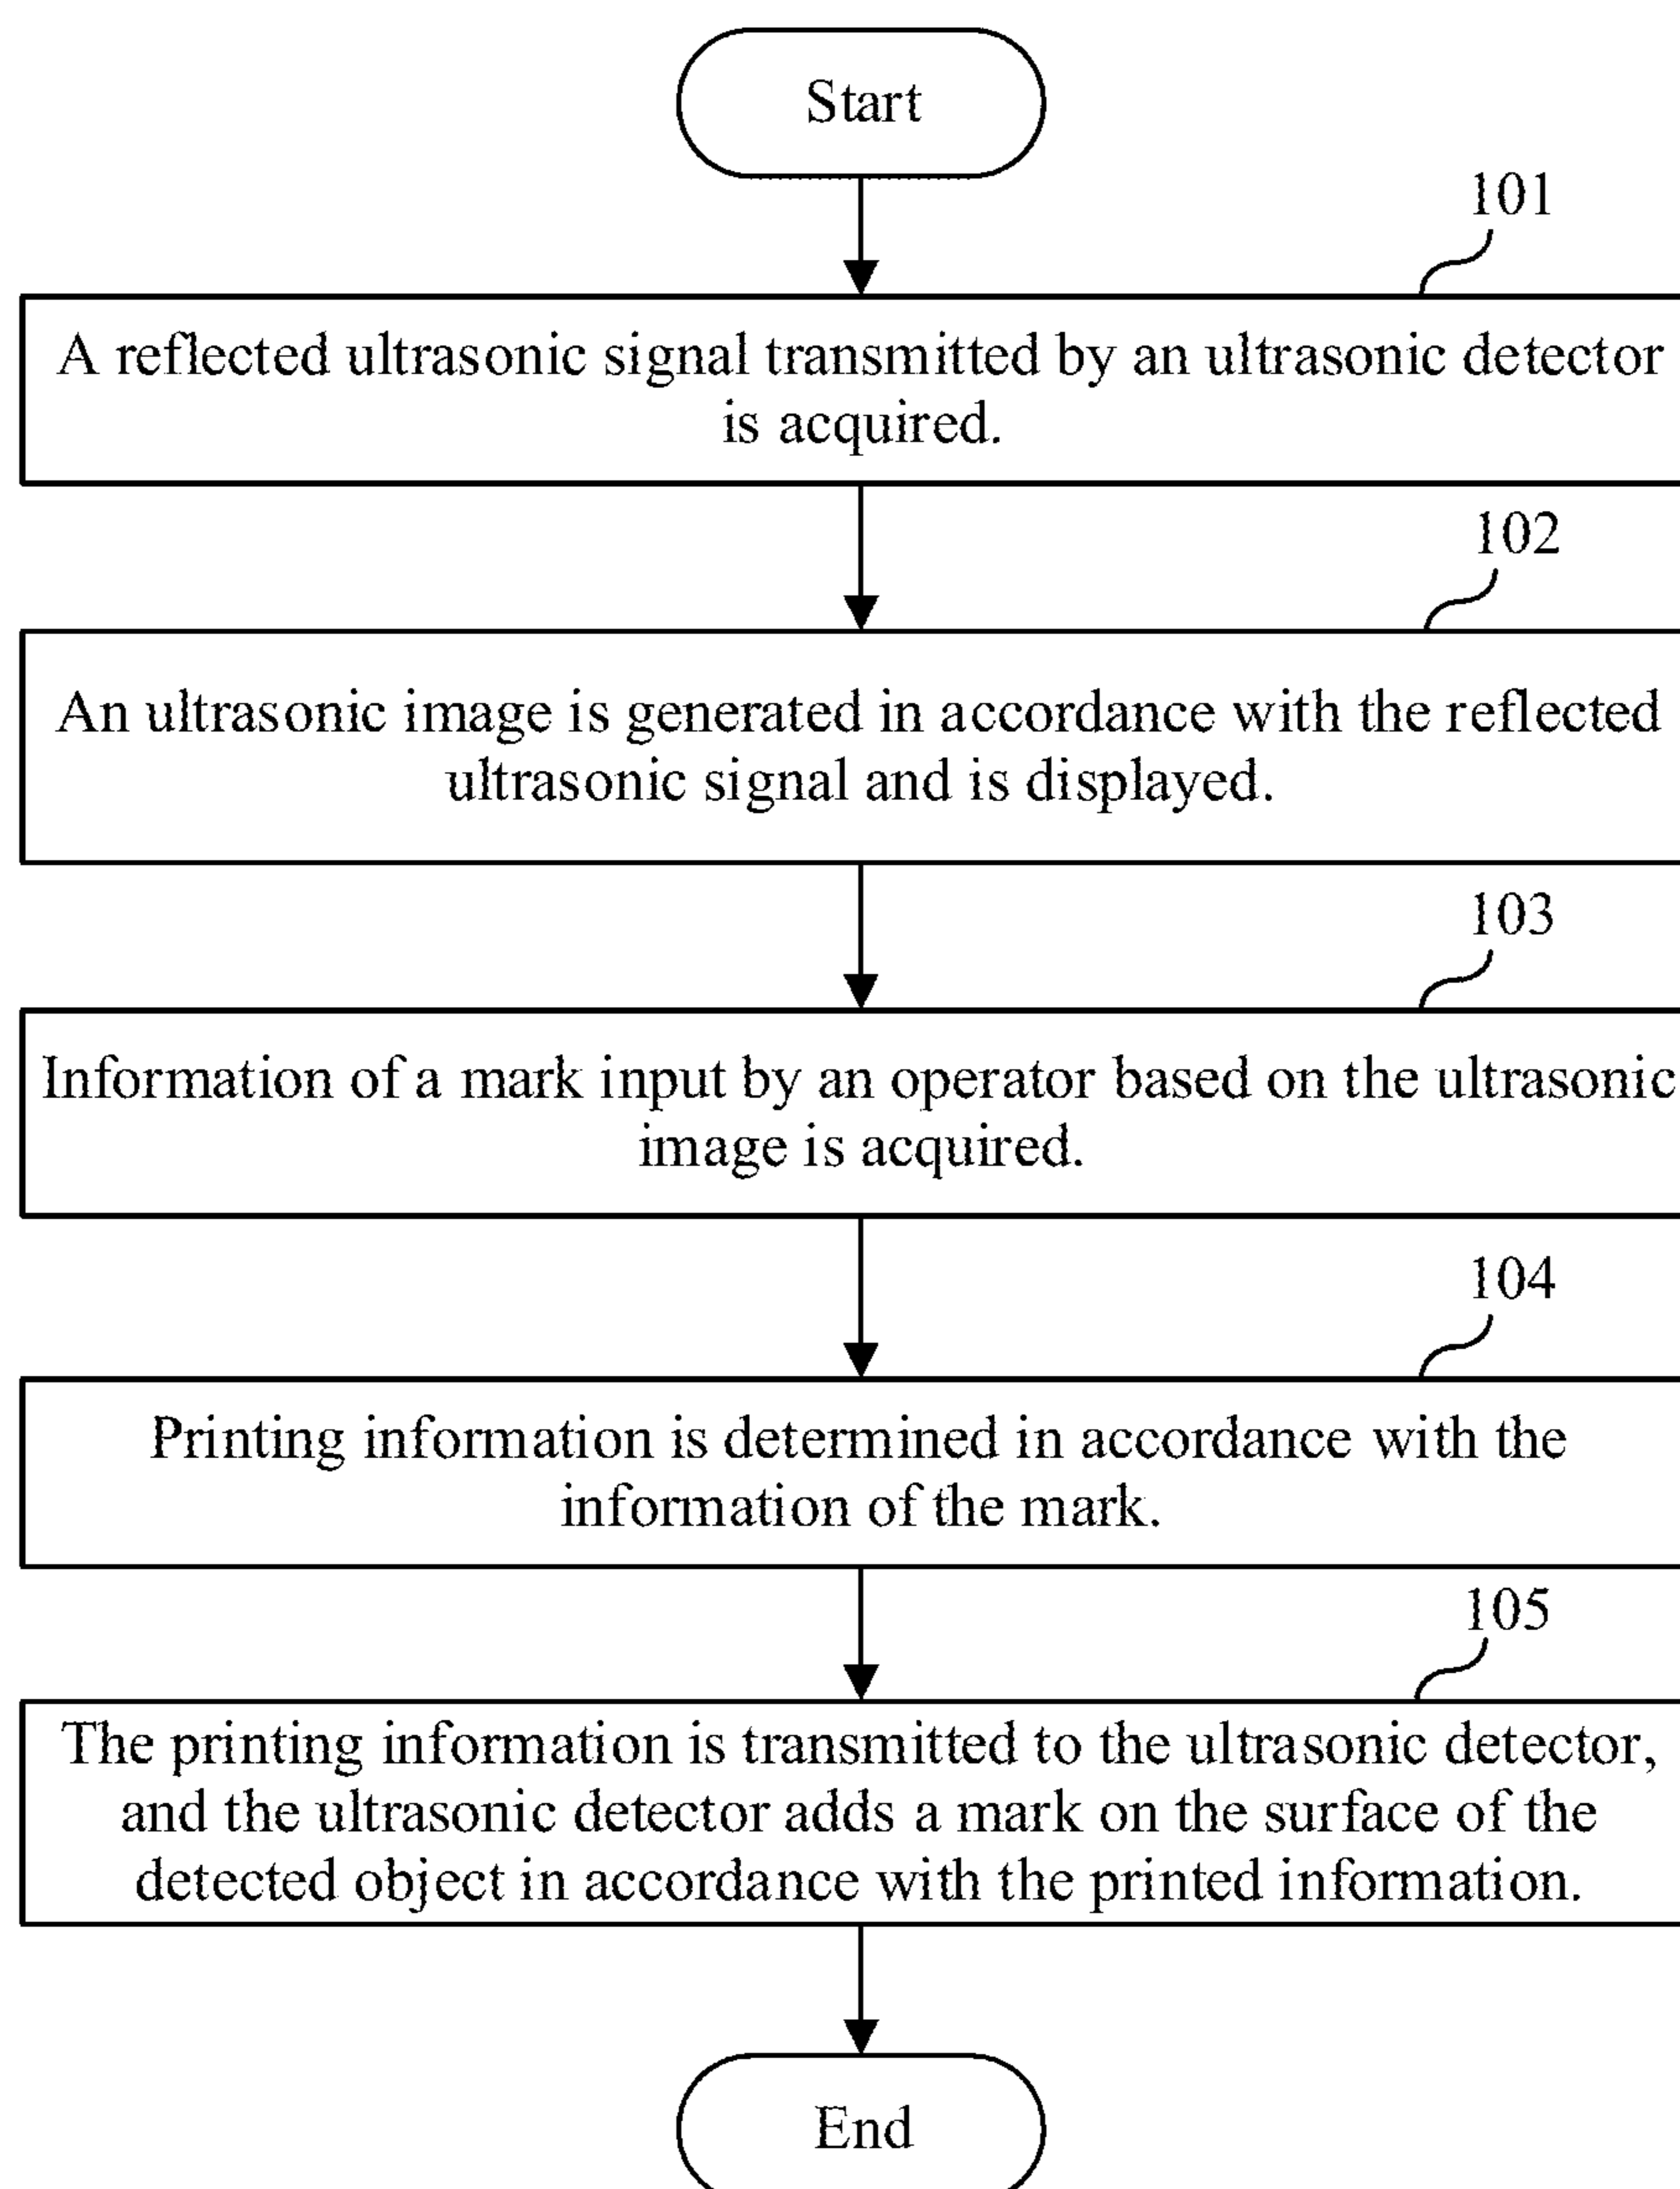 Start
101
A reflected ultrasonic signal transmitted by an ultrasonic detector
is acquired.
102
An ultrasonic image is generated in accordance with the reflected
ultrasonic signal and is displayed.
103
Information of a mark input by an operator based on the ultrasonic
image is acquired.
104
Printing information is determined in accordance with the
information of the mark.
105
The printing information is transmitted to the ultrasonic detector,
and the ultrasonic detector adds a mark on the surface of the
detected object in accordance with the printed information.
End